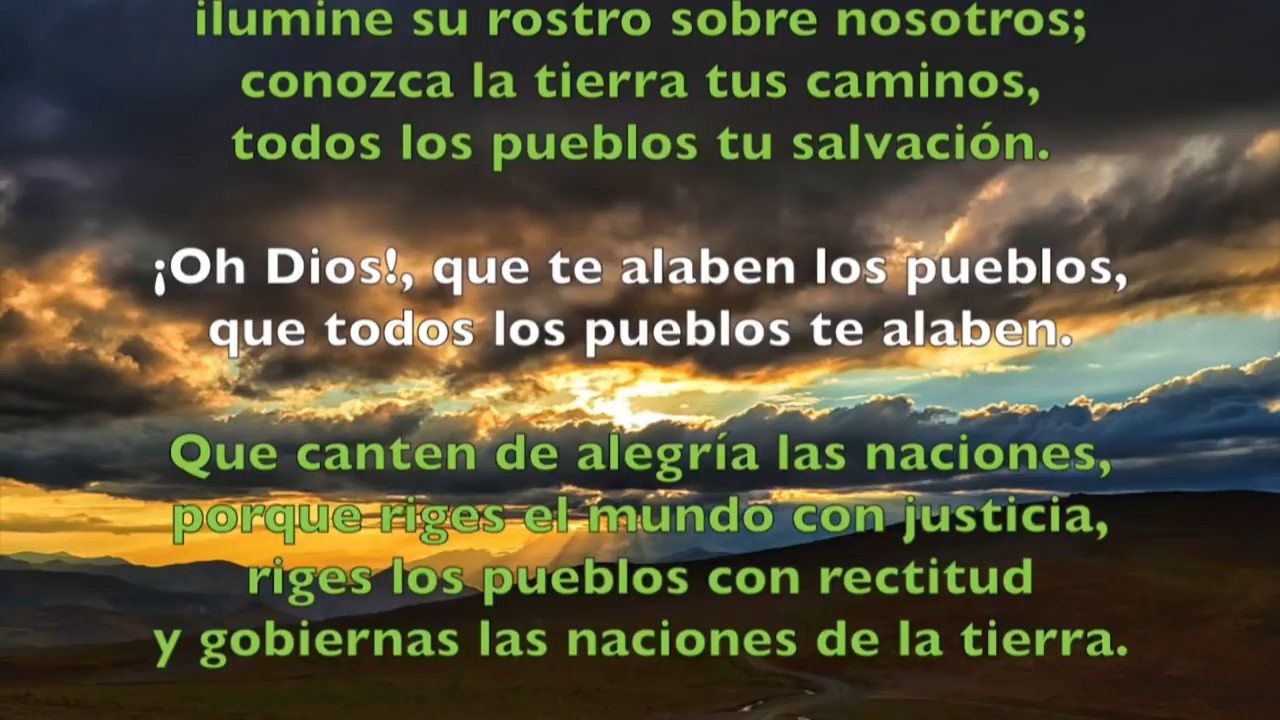 ilumine su rostro sobre nosotros;
conozca la tierra tus caminos,
todos los pueblos tu salvación.
¡Oh Dios!, que te alaben los pueblos,
que todos los pueblos te alaben.
Que canten de alegría las naciones,
porque riges el mundo con justicia,
riges los pueblos con rectitud
y gobiernas las naciones de la tierra.